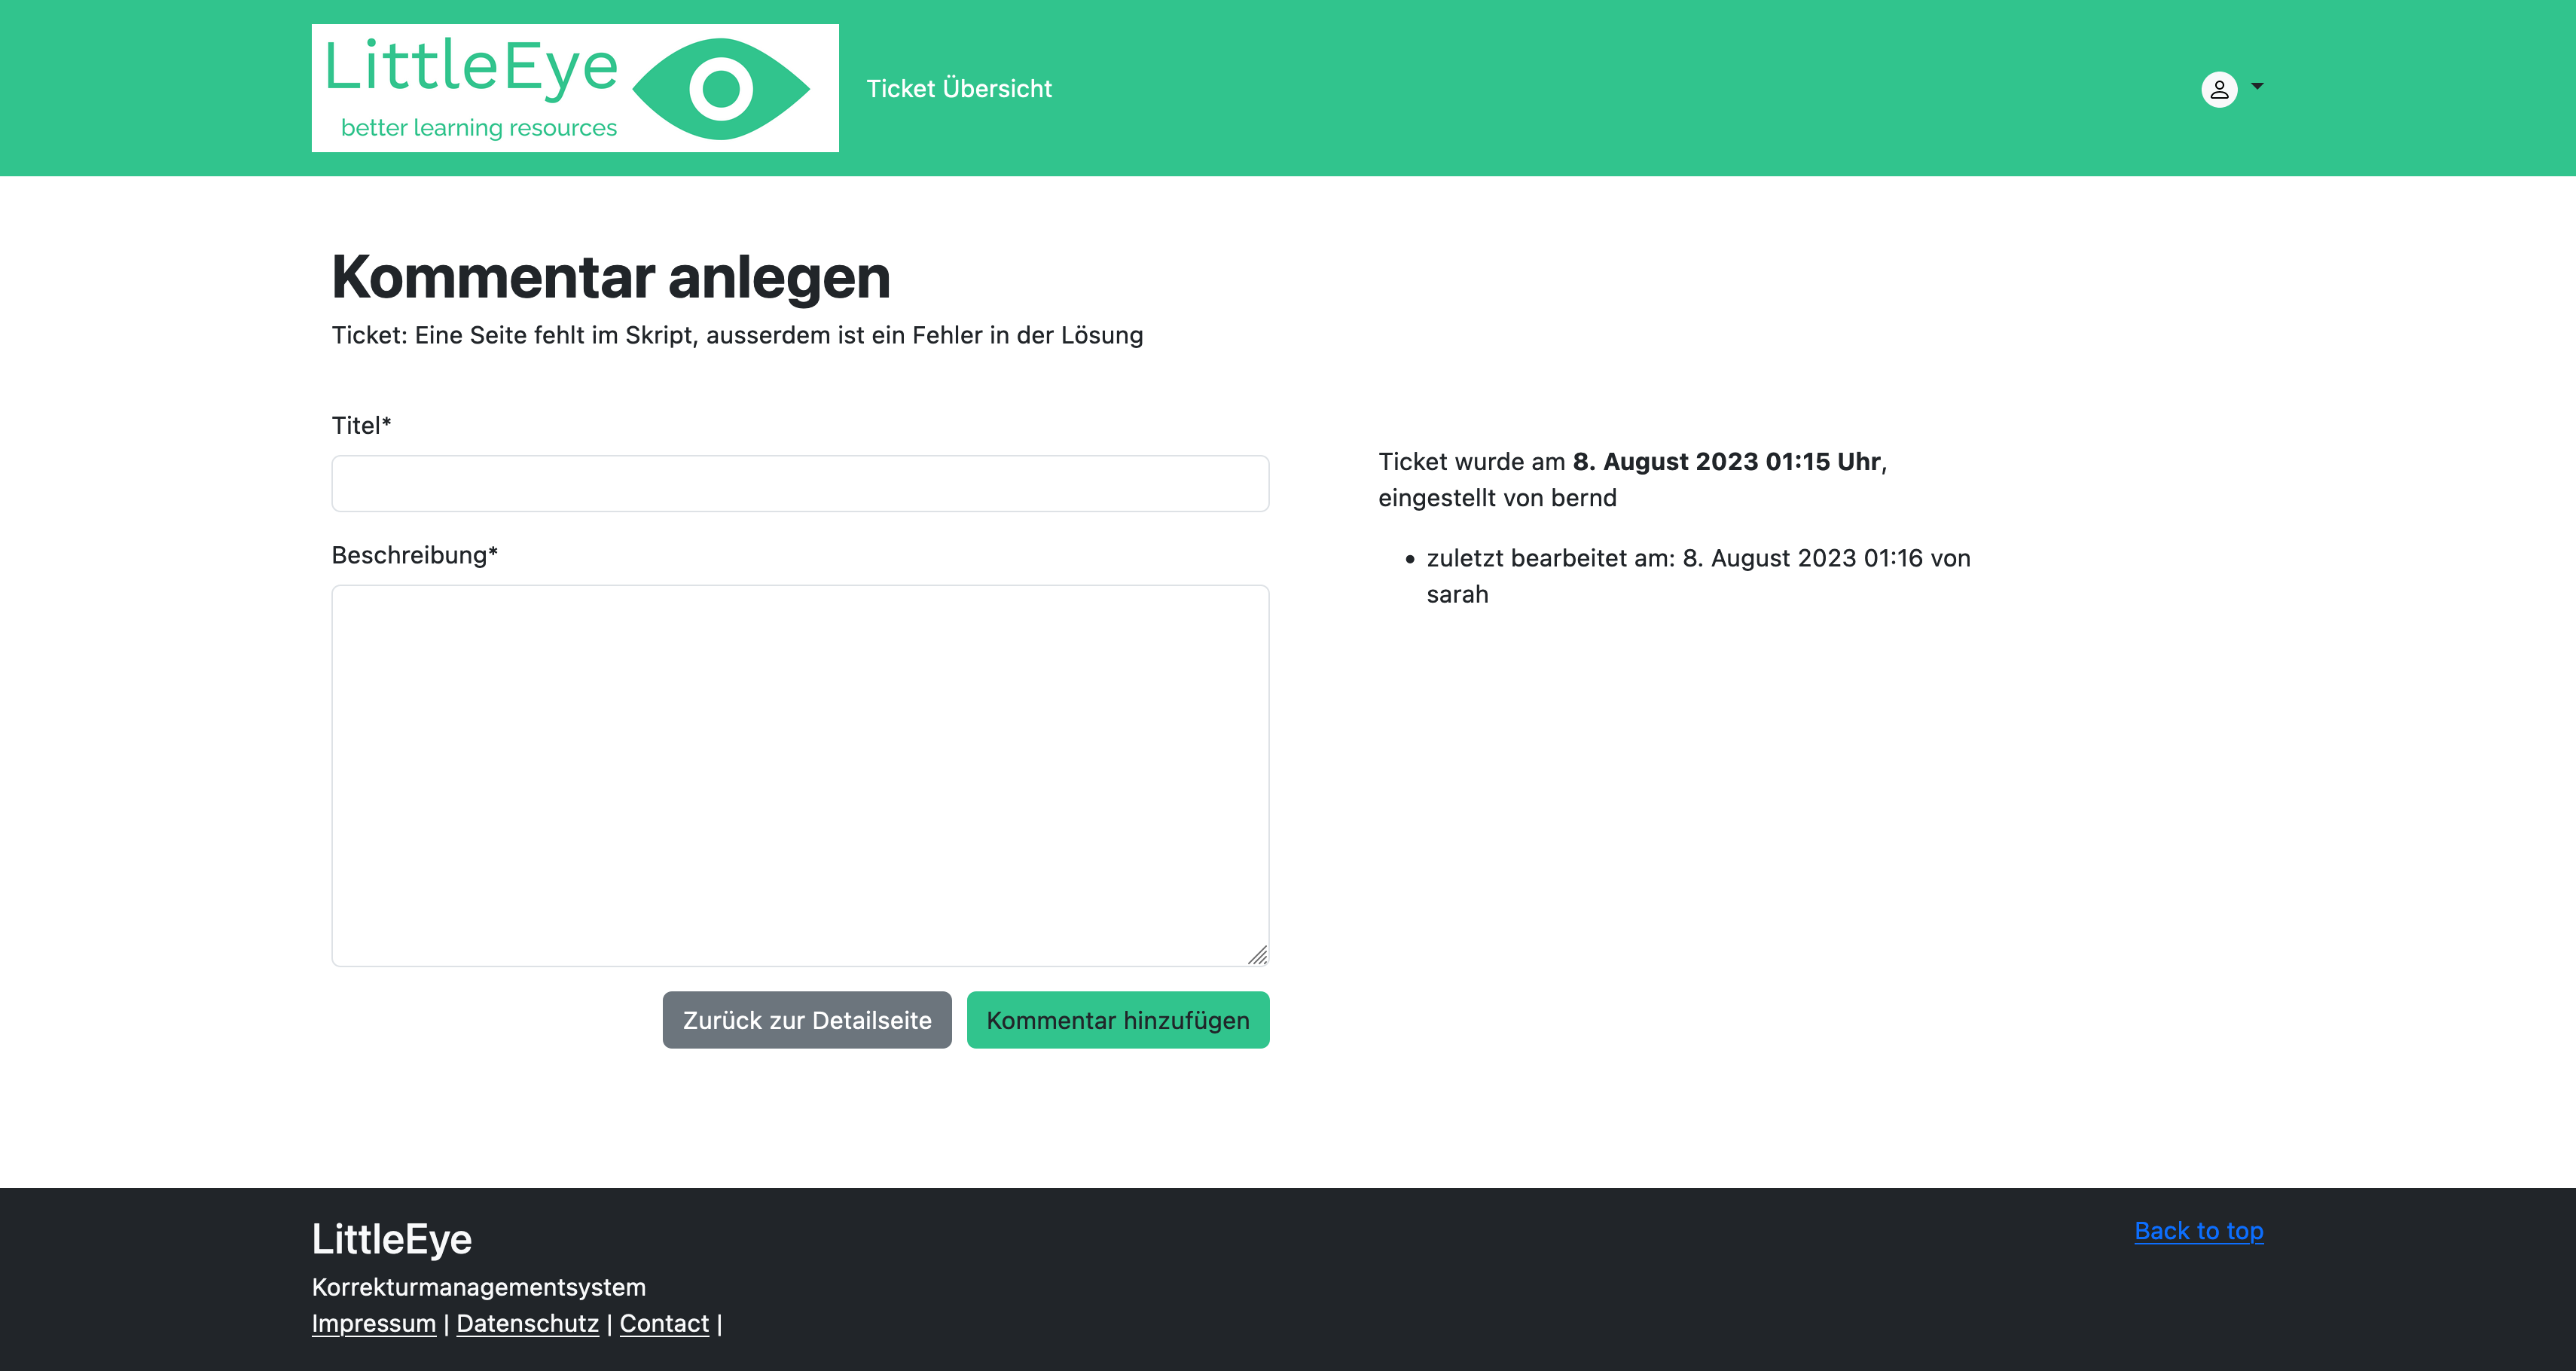 LittleEye
better learning resources
Ticket Übersicht
Kommentar anlegen
Ticket: Eine Seite fehlt im Skript, ausserdem ist ein Fehler in der Lösung
Titel*
Beschreibung*
Zurück zur Detailseite
Kommentar hinzufügen
Ticket wurde am 8. August 2023 01:15 Uhr,
eingestellt von bernd
• zuletzt bearbeitet am: 8. August 2023 01:16 von
sarah
LittleEye
Korrekturmanagementsystem
Impressum | Datenschutz | Contact |
Back to top